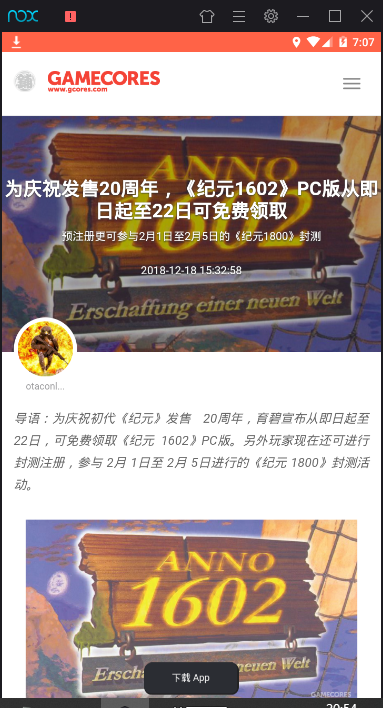 nox
7:07
GAMECORES
www.gcores.com
ANNO
为庆祝发售20周年，《纪元1602》PC版从即
日起至22日可免费领取
预注册更可参与2月1日至2月5日的《纪元1800》封测
2018-12-18 15:32:58
Erschaffung einer neuen Welt
otaconl...
导语：为庆祝初代《纪元》发售 20周年，育碧宣布从即日起至
22日，可免费领取《纪元 1602》PC版。另外玩家现在还可进行
封测注册，参与 2月 1日至 2月 5日进行的《纪元 1800》封测活
动。
ANNO
1602
neuen Welt
下载 App
GAMECORES
20:54